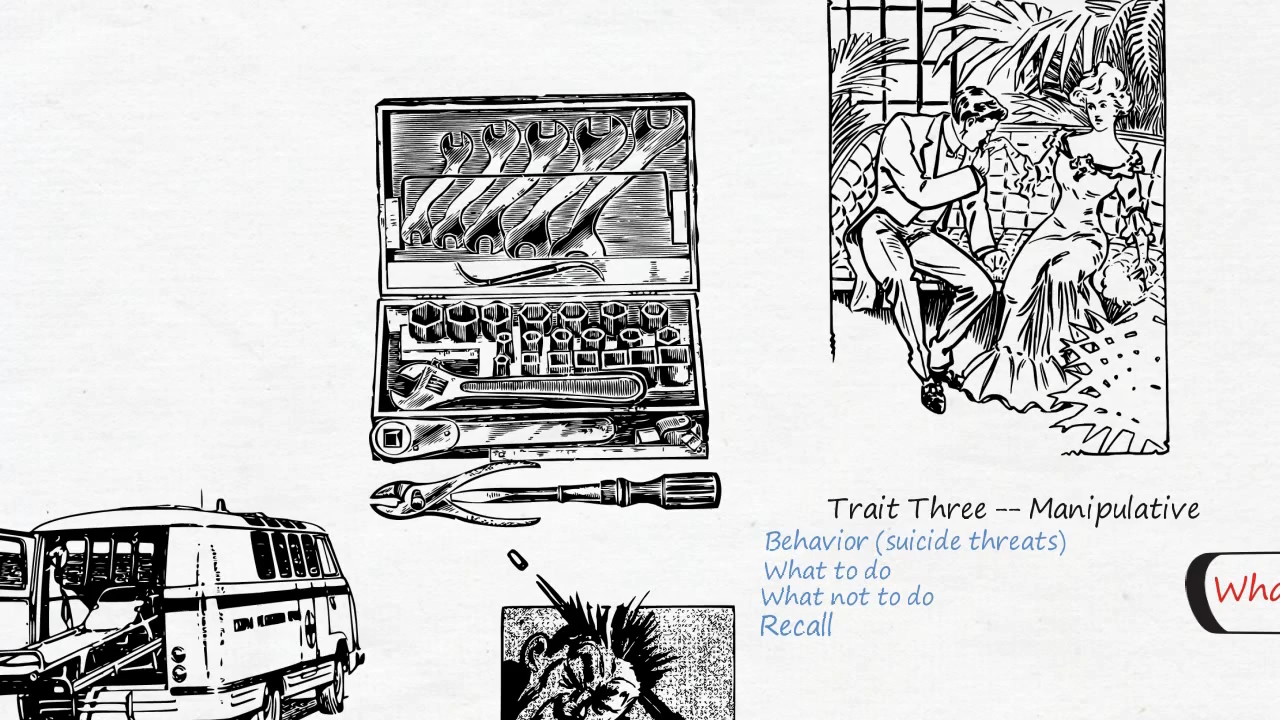 Trait Three -- Manipulative
Behavior (suicide threats)
What to do
What not to do
Recall